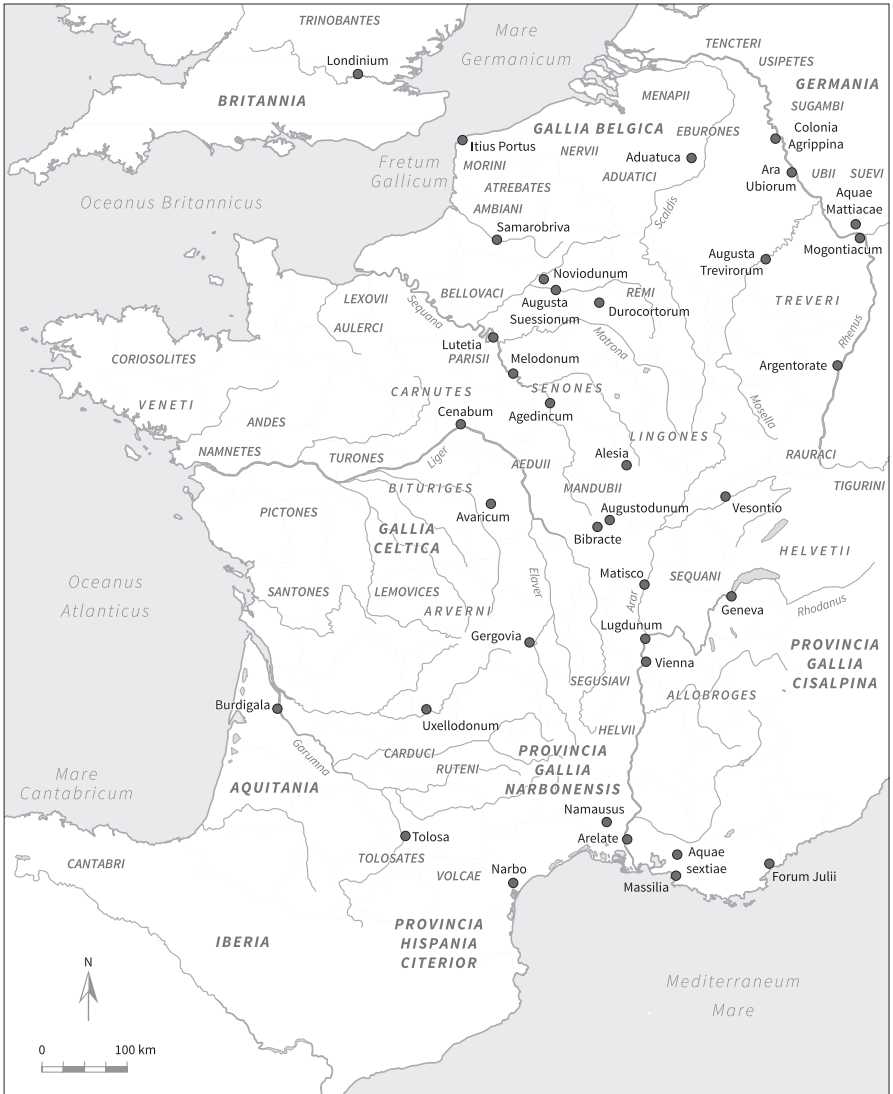 TRINOBANTES
Londinium
BRITANNIA
Mare
Germanicum
TENCTERI
USIPETES
GERMANIA
SUGAMBI
MENAPII
GALLIA BELGICA
EBURONES
Colonia
Agrippina
Itius Portus
MORINI
NERVII
Aduatuca
ADUATICI
Ara
Ubiorum
UBII
SUEVI
Fretum
Gallicum
ATREBATES
AMBIANI
Aquae
Mattiacae
Oceanus Britannicus
Samarobriva
Scaldis
Mogontiacum
Augusta
Trevirorum
Noviodunum
BELLOVACI
Augusta
Suessionum
REMI
Durocortorum
TREVERI
LEXOVII
Sequana
AULERCI
Lutetia
PARISII
Matrona
Rhenus
CORIOSOLITES
Melodonum
Argentorate
VENETI
CARNUTES
SENONES
Agedincum
Mosella
ANDES
Cenabum
LINGONES
NAMNETES
TURONES
Liger
AEDUII
Alesia
RAURACI
BITURIGES
MANDUBII
TIGURINI
PICTONES
Avaricum
Augustodunum
Vesontio
GALLIA
CELTICA
Bibracte
HELVETII
Oceanus
Atlanticus
SANTONES
LEMOVICES
Elaver
Matisco
SEQUANI
ARVERNI
Arar
Geneva
Rhodanus
Gergovia
Lugdunum
PROVINCIA
GALLIA
CISALPINA
Vienna
SEGUSIAVI
ALLOBROGES
Burdigala
Uxellodonum
HELVII
Garumna
CARDUCI
RUTENI
PROVINCIA
GALLIA
NARBONENSIS
Mare
Cantabricum
AQUITANIA
Namausus
Tolosa
Arelate
Aquae
sextiae
CANTABRI
TOLOSATES
VOLCAE
Narbo
Massilia
Forum Julii
IBERIA
PROVINCIA
HISPANIA
CITERIOR
N
Mediterraneum
Mare
0 100 km